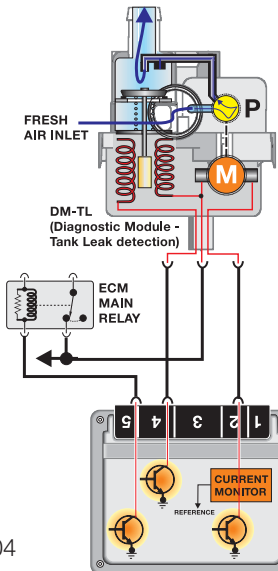 P
FRESH
AIR INLET
M
DM-TL
(Diagnostic Module -
Tank Leak detection)
ECM
MAIN
RELAY
5 4 3 2 1
CURRENT
MONITOR
REFERENCE
04